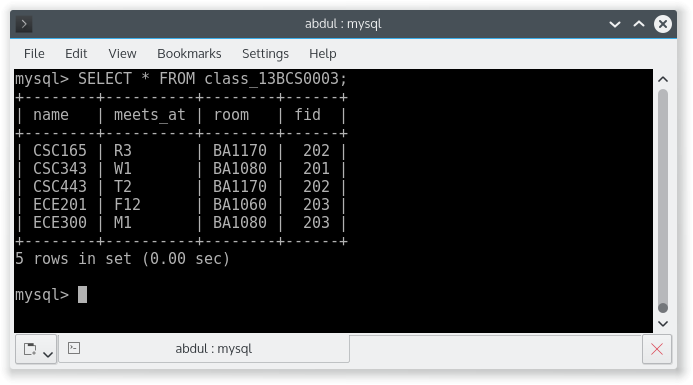 abdul : mysql
File Edit View Bookmarks Settings Help
mysql> SELECT * FROM class_13BCS0003;
+--------+----------+--------+------+
| name   | meets_at | room   | fid  |
+--------+----------+--------+------+
| CSC165 | R3       | BA1170 |  202 |
| CSC343 | W1       | BA1080 |  201 |
| CSC443 | T2       | BA1170 |  202 |
| ECE201 | F12      | BA1060 |  203 |
| ECE300 | M1       | BA1080 |  203 |
+--------+----------+--------+------+
5 rows in set (0.00 sec)
mysql>
abdul : mysql